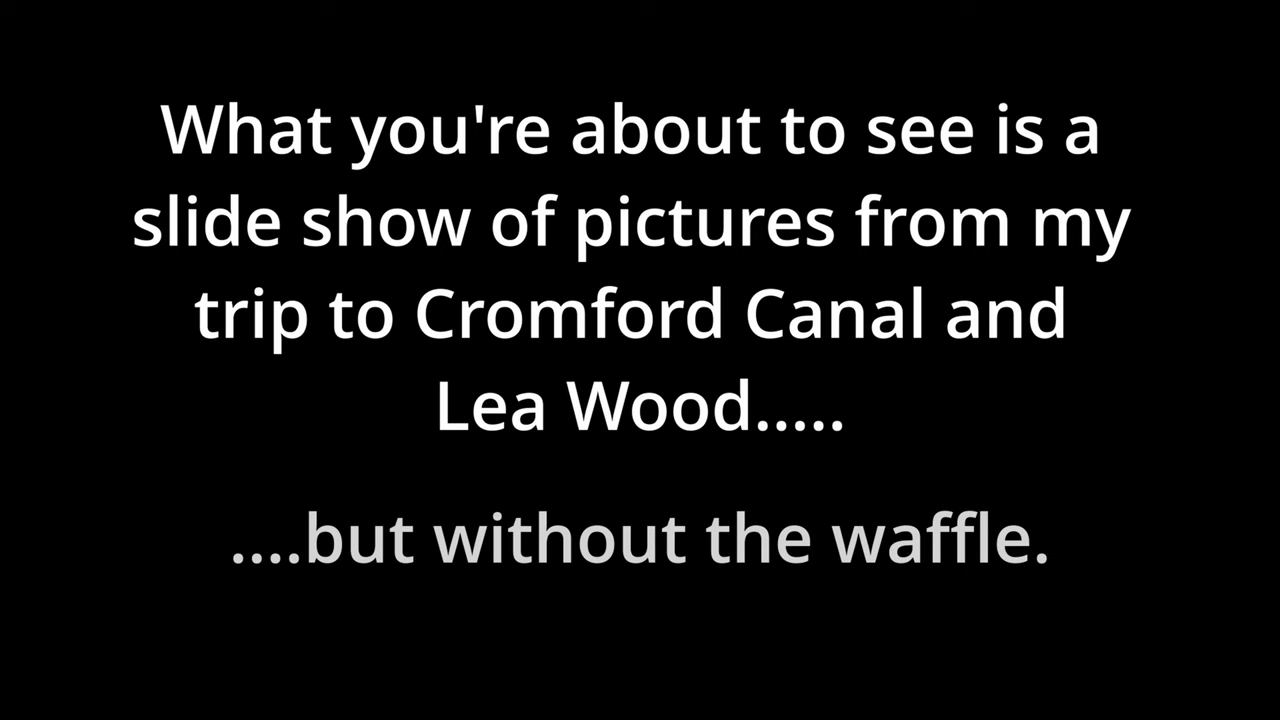 What you're about to see is a
slide show of pictures from my
trip to Cromford Canal and
Lea Wood.....
....but without the waffle.